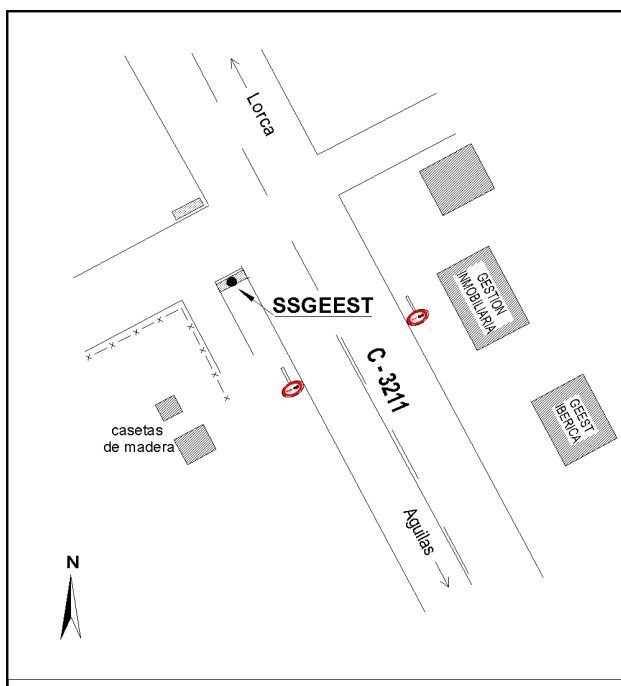 Lorca
SSGEEST
GESTION
INMOBILIARIA
C - 3211
GEEST
IBERICA
casetas
de madera
Aguilas
N